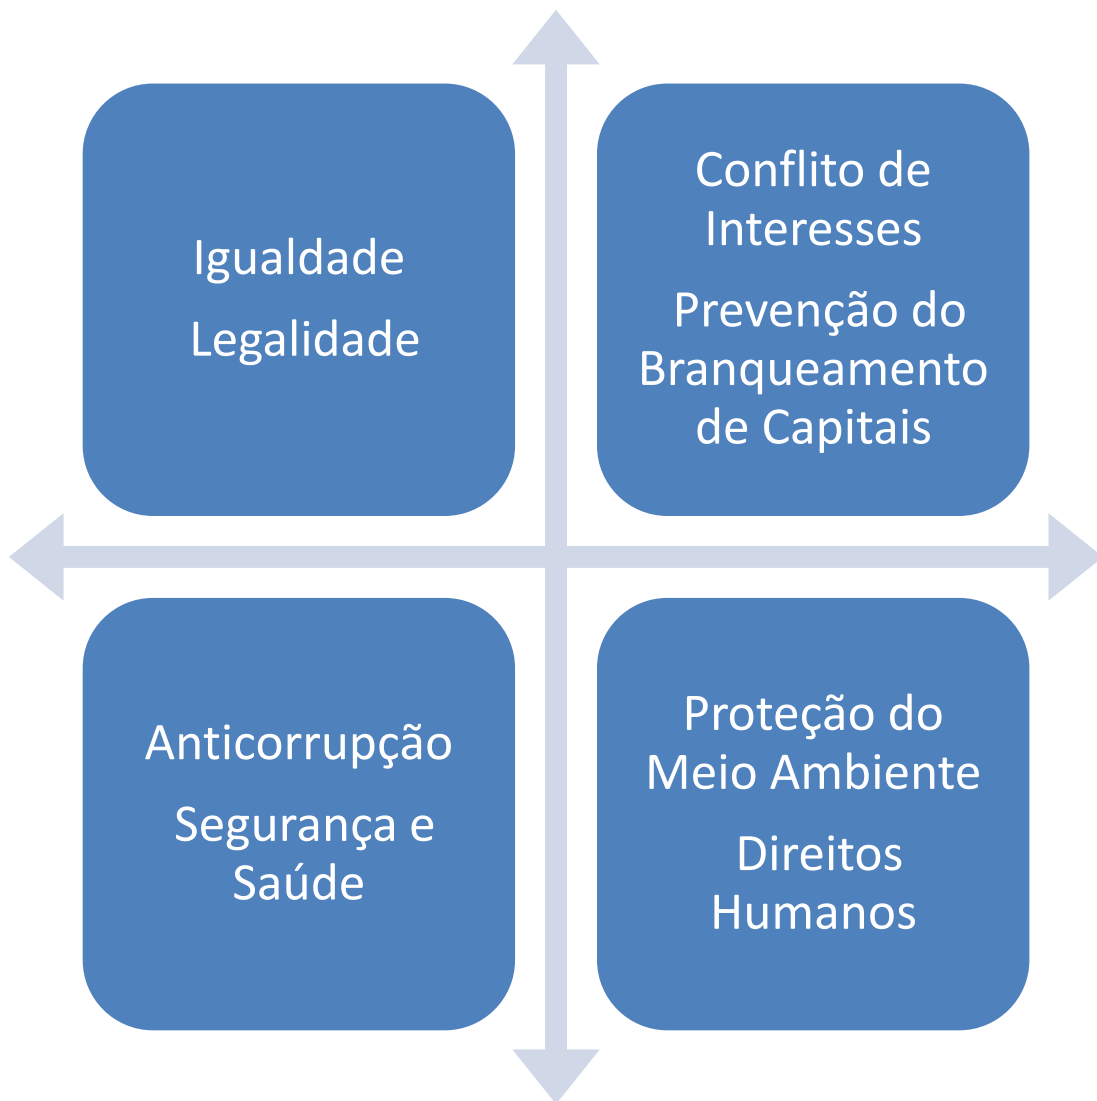 Igualdade
Legalidade
Conflito de
Interesses
Prevenção do
Branqueamento
de Capitais
Anticorrupção
Segurança e
Saúde
Proteção do
Meio Ambiente
Direitos
Humanos